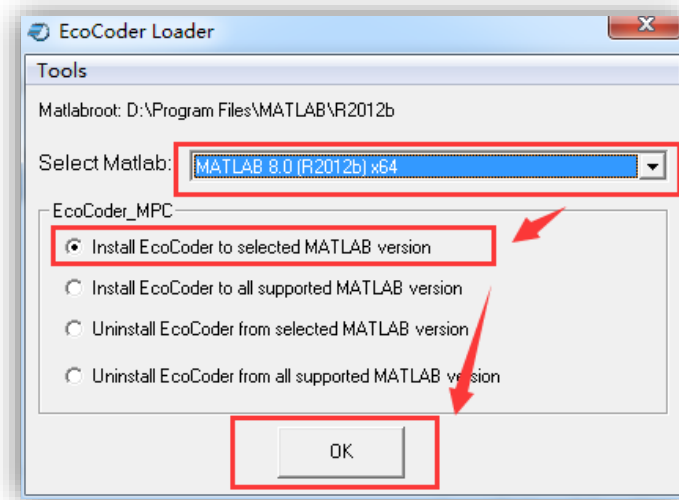 EcoCoder Loader
Tools
Matlabroot: D:\Program Files\MATLAB\R2012b
Select Matlab: MATLAB 8.0 (R2012b) x64
EcoCoder_MPC
Install EcoCoder to selected MATLAB version
Install EcoCoder to all supported MATLAB version
Uninstall EcoCoder from selected MATLAB version
Uninstall EcoCoder from all supported MATLAB version
OK